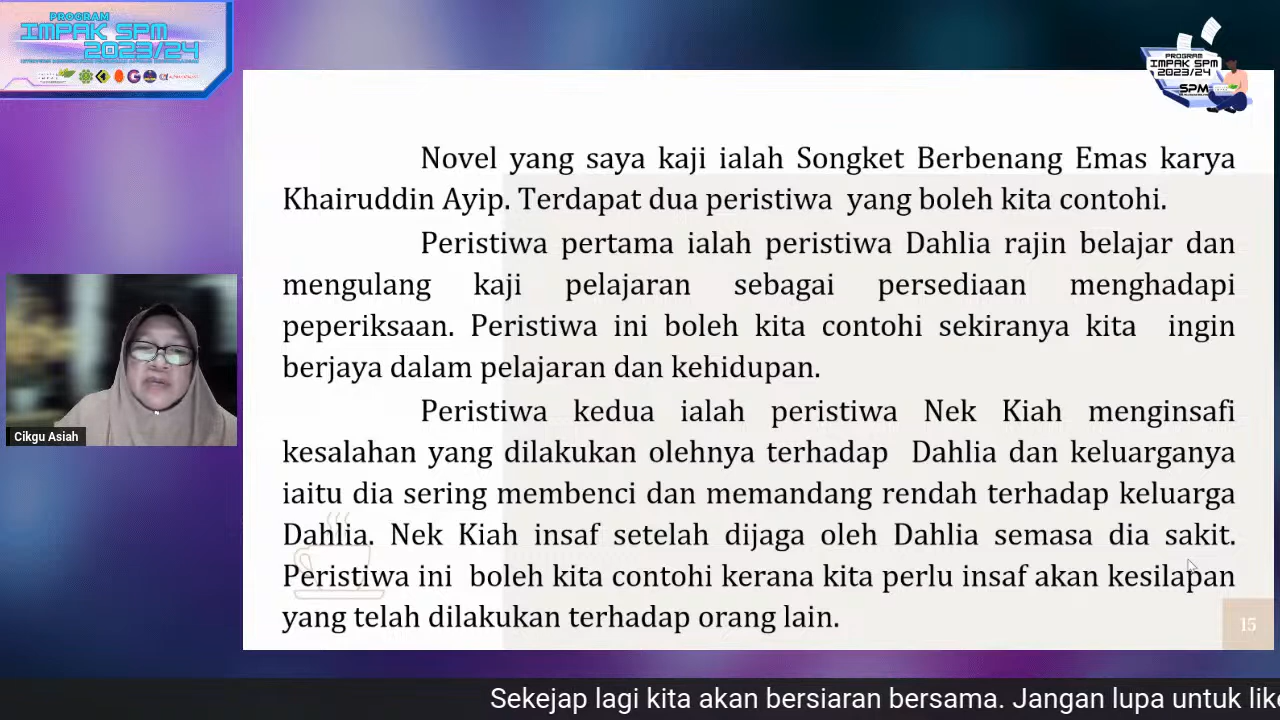 PROGRAM
IMPAK SPM
2023/24
PROGRAM
IMPAK SPM
2023/24
SPM
Novel yang saya kaji ialah Songket Berbenang Emas karya
Khairuddin Ayip. Terdapat dua peristiwa yang boleh kita contohi.
Peristiwa pertama ialah peristiwa Dahlia rajin belajar dan
mengulang kaji pelajaran sebagai persediaan menghadapi
peperiksaan. Peristiwa ini boleh kita contohi sekiranya kita ingin
berjaya dalam pelajaran dan kehidupan.
Peristiwa kedua ialah peristiwa Nek Kiah menginsafi
kesalahan yang dilakukan olehnya terhadap Dahlia dan keluarganya
iaitu dia sering membenci dan memandang rendah terhadap keluarga
Dahlia. Nek Kiah insaf setelah dijaga oleh Dahlia semasa dia sakit.
Peristiwa ini boleh kita contohi kerana kita perlu insaf akan kesilapan
yang telah dilakukan terhadap orang lain.
15
Cikgu Asiah
Sekejap lagi kita akan bersiaran bersama. Jangan lupa untuk like